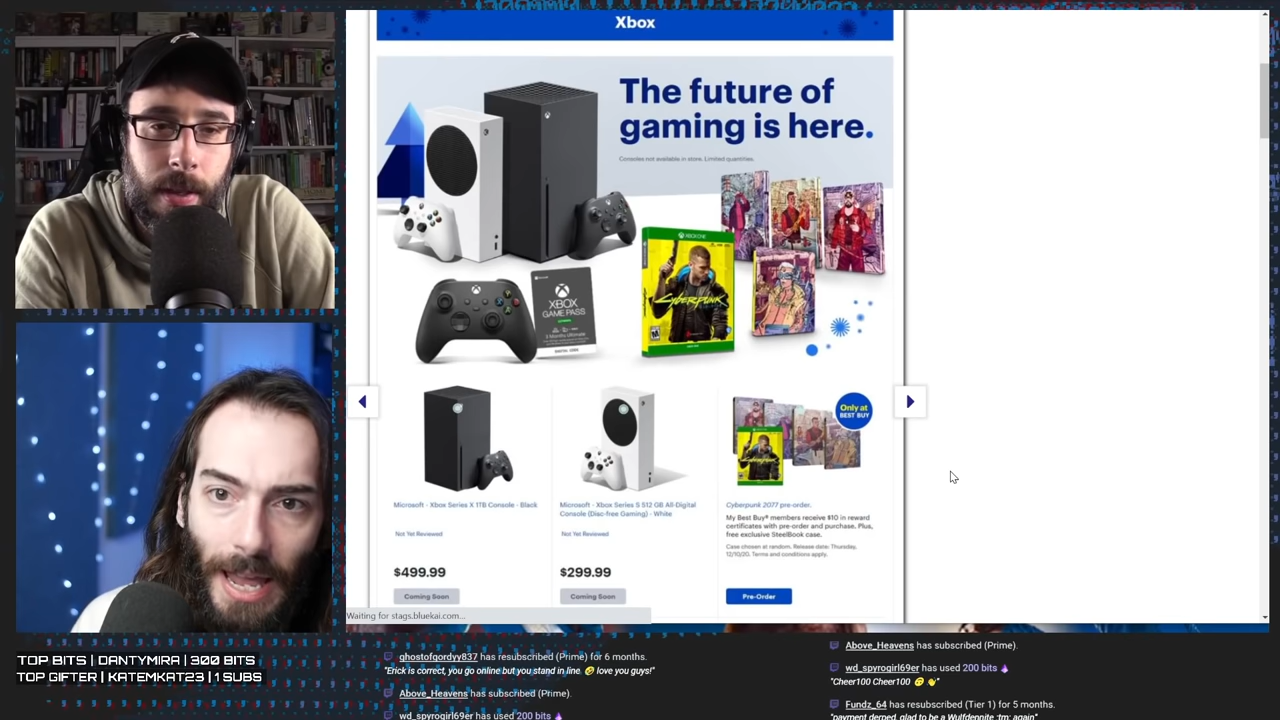 Xbox
The future of
gaming is here.
Consoles not available in store. Limited quantities.
XBOX
GAME PASS
XBOX ONE
Cyberpunk
Only at
BEST BUY
Microsoft - Xbox Series X 1TB Console - Black
Not Yet Reviewed
$499.99
Coming Soon
Microsoft - Xbox Series S 512 GB All-Digital
Console (Disc-free Gaming) - White
Not Yet Reviewed
$299.99
Coming Soon
Cyberpunk 2077 pre-order.
My Best Buy® members receive $10 in reward
certificates with pre-order and purchase. Plus,
free exclusive SteelBook case.
Case chosen at random. Release date: Thursday,
12/10/20. Terms and conditions apply.
Pre-Order
Waiting for stags.bluekai.com...
TOP BITS | DANTYMIRA | 300 BITS
TOP GIFTER | KATEMKAT23 | 1 SUBS
ghostofgordyy837 has resubscribed (Prime) for 6 months.
"Erick is correct, you go online but you stand in line. love you guys!"
Above_Heavens has subscribed (Prime).
wd_spyrogirl69er has used 200 bits
Above_Heavens has subscribed (Prime).
wd_spyrogirl69er has used 200 bits
"Cheer100 Cheer100"
Fundz_64 has resubscribed (Tier 1) for 5 months.
"payment derped, glad to be a Wulfdennite :tm: again"